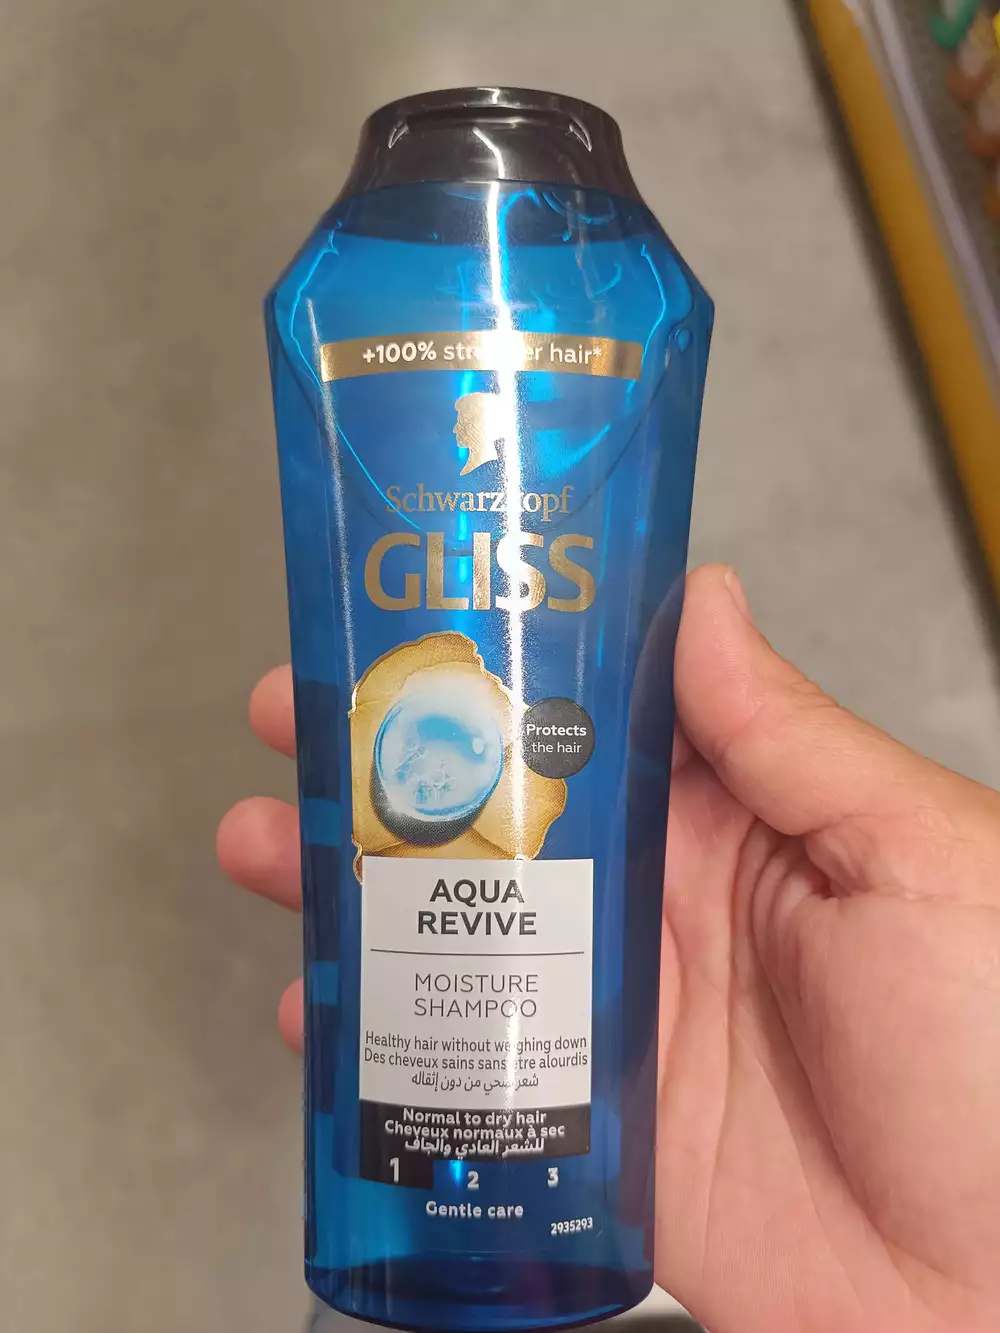 +100% stronger hair*
Schwarzkopf
GLISS
Protects
the hair
AQUA
REVIVE
MOISTURE
SHAMPOO
Healthy hair without weighing down
Des cheveux sains sans être alourdis
شعر صحي من دون إثقاله
Normal to dry hair
Cheveux normaux à sec
للشعر العادي والجاف
1 2 3
Gentle care
2935293